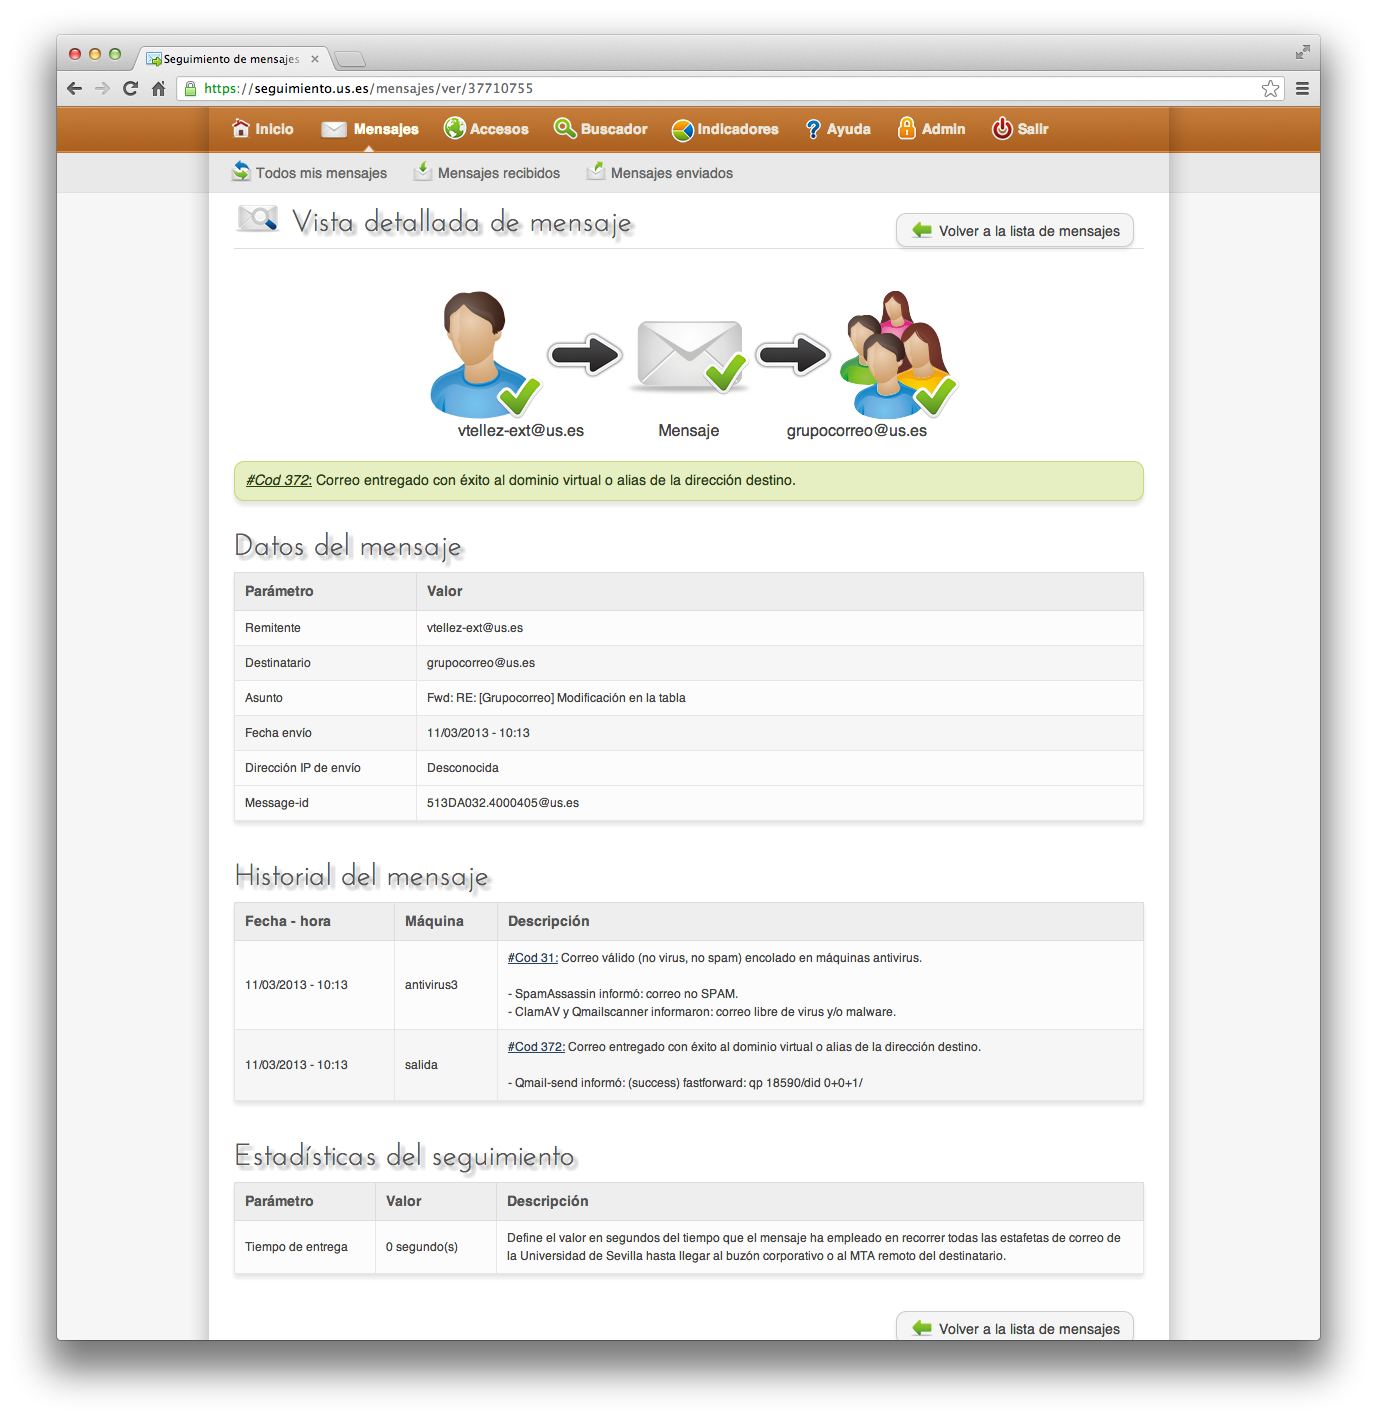 Seguimiento de mensajes
https://seguimiento.us.es/mensajes/ver/37710755
Inicio Mensajes Accesos Buscador Indicadores Ayuda Admin Salir
Todos mis mensajes Mensajes recibidos Mensajes enviados
Vista detallada de mensaje
Volver a la lista de mensajes
vtellez-ext@us.es Mensaje grupocorreo@us.es
#Cod 372: Correo entregado con éxito al dominio virtual o alias de la dirección destino.
Datos del mensaje
Parámetro Valor
Remitente vtellez-ext@us.es
Destinatario grupocorreo@us.es
Asunto Fwd: RE: [Grupocorreo] Modificación en la tabla
Fecha envío 11/03/2013 - 10:13
Dirección IP de envío Desconocida
Message-id 513DA032.4000405@us.es
Historial del mensaje
Fecha - hora Máquina Descripción
11/03/2013 - 10:13 antivirus3 #Cod 31: Correo válido (no virus, no spam) encolado en máquinas antivirus.
- SpamAssassin informó: correo no SPAM.
- ClamAV y Qmailscanner informaron: correo libre de virus y/o malware.
11/03/2013 - 10:13 salida #Cod 372: Correo entregado con éxito al dominio virtual o alias de la dirección destino.
- Qmail-send informó: (success) fastforward: qp 18590/did 0+0+1/
Estadísticas del seguimiento
Parámetro Valor Descripción
Tiempo de entrega 0 segundo(s) Define el valor en segundos del tiempo que el mensaje ha empleado en recorrer todas las estafetas de correo de
la Universidad de Sevilla hasta llegar al buzón corporativo o al MTA remoto del destinatario.
Volver a la lista de mensajes